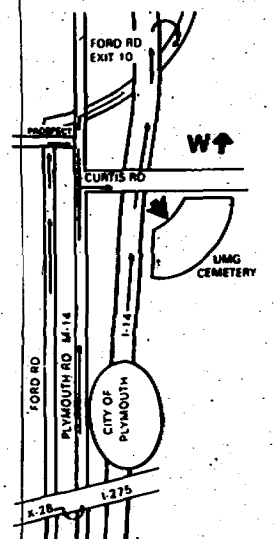 FORD RD
EXIT 10
PROSPECT
W
CURTIS RD
UMG
CEMETERY
I-14
FORD RD
PLYMOUTH RD M-14
CITY OF
PLYMOUTH
I-275
X-28